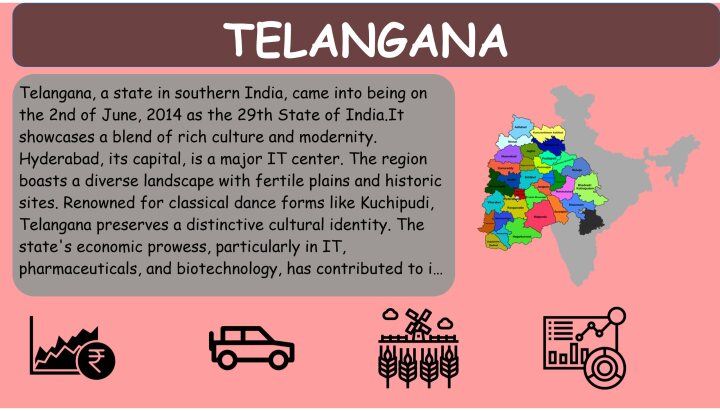 TELANGANA
Telangana, a state in southern India, came into being on
the 2nd of June, 2014 as the 29th State of India.It
showcases a blend of rich culture and modernity.
Hyderabad, its capital, is a major IT center. The region
boasts a diverse landscape with fertile plains and historic
sites. Renowned for classical dance forms like Kuchipudi,
Telangana preserves a distinctive cultural identity. The
state's economic prowess, particularly in IT,
pharmaceuticals, and biotechnology, has contributed to i...